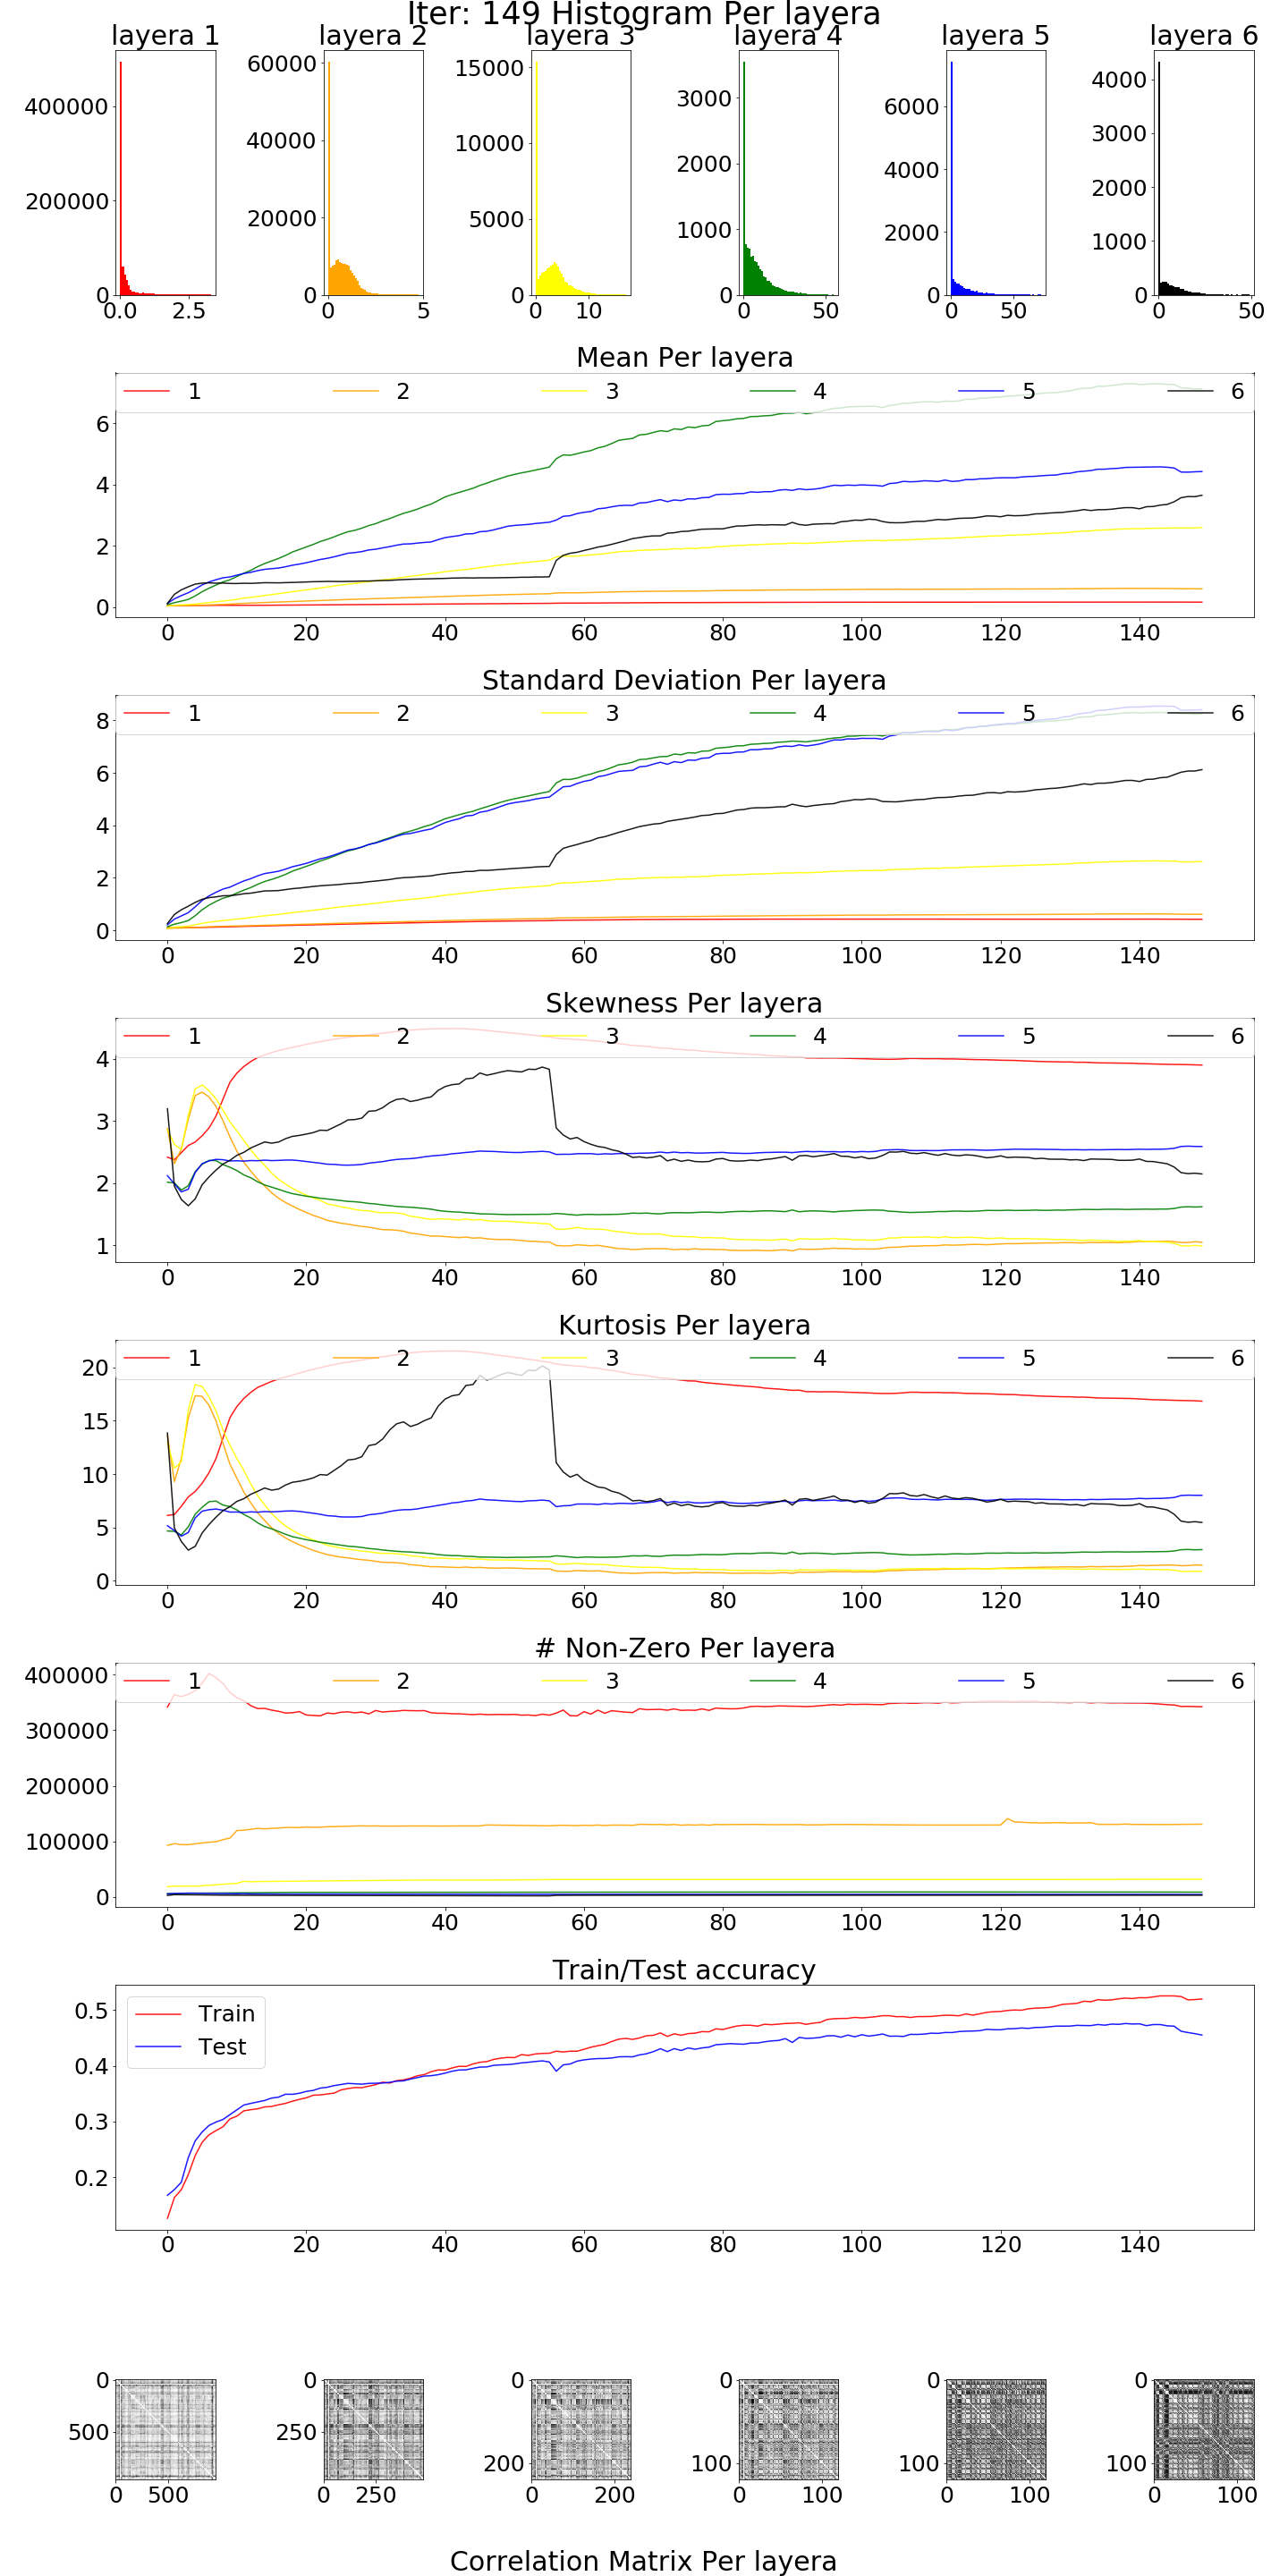 Iter: 149 Histogram Per layera
layera 1 layera 2 layera 3 layera 4 layera 5 layera 6
400000 200000 0 0.0 2.5
60000 40000 20000 0 0 5
15000 10000 5000 0 0 10
3000 2000 1000 0 0 50
6000 4000 2000 0 0 50
4000 3000 2000 1000 0 0 50
Mean Per layera
1 2 3 4 5 6
6
4
2
0
0 20 40 60 80 100 120 140
Standard Deviation Per layera
1 2 3 4 5 6
8
6
4
2
0
0 20 40 60 80 100 120 140
Skewness Per layera
1 2 3 4 5 6
4
3
2
1
0 20 40 60 80 100 120 140
Kurtosis Per layera
1 2 3 4 5 6
20
15
10
5
0
0 20 40 60 80 100 120 140
# Non-Zero Per layera
1 2 3 4 5 6
400000
300000
200000
100000
0
0 20 40 60 80 100 120 140
Train/Test accuracy
Train
Test
0.5
0.4
0.3
0.2
0 20 40 60 80 100 120 140
0 500 0 500
0 250 0 250
0 200 0 200
0 100 0 100
0 100 0 100
0 100 0 100
Correlation Matrix Per layera